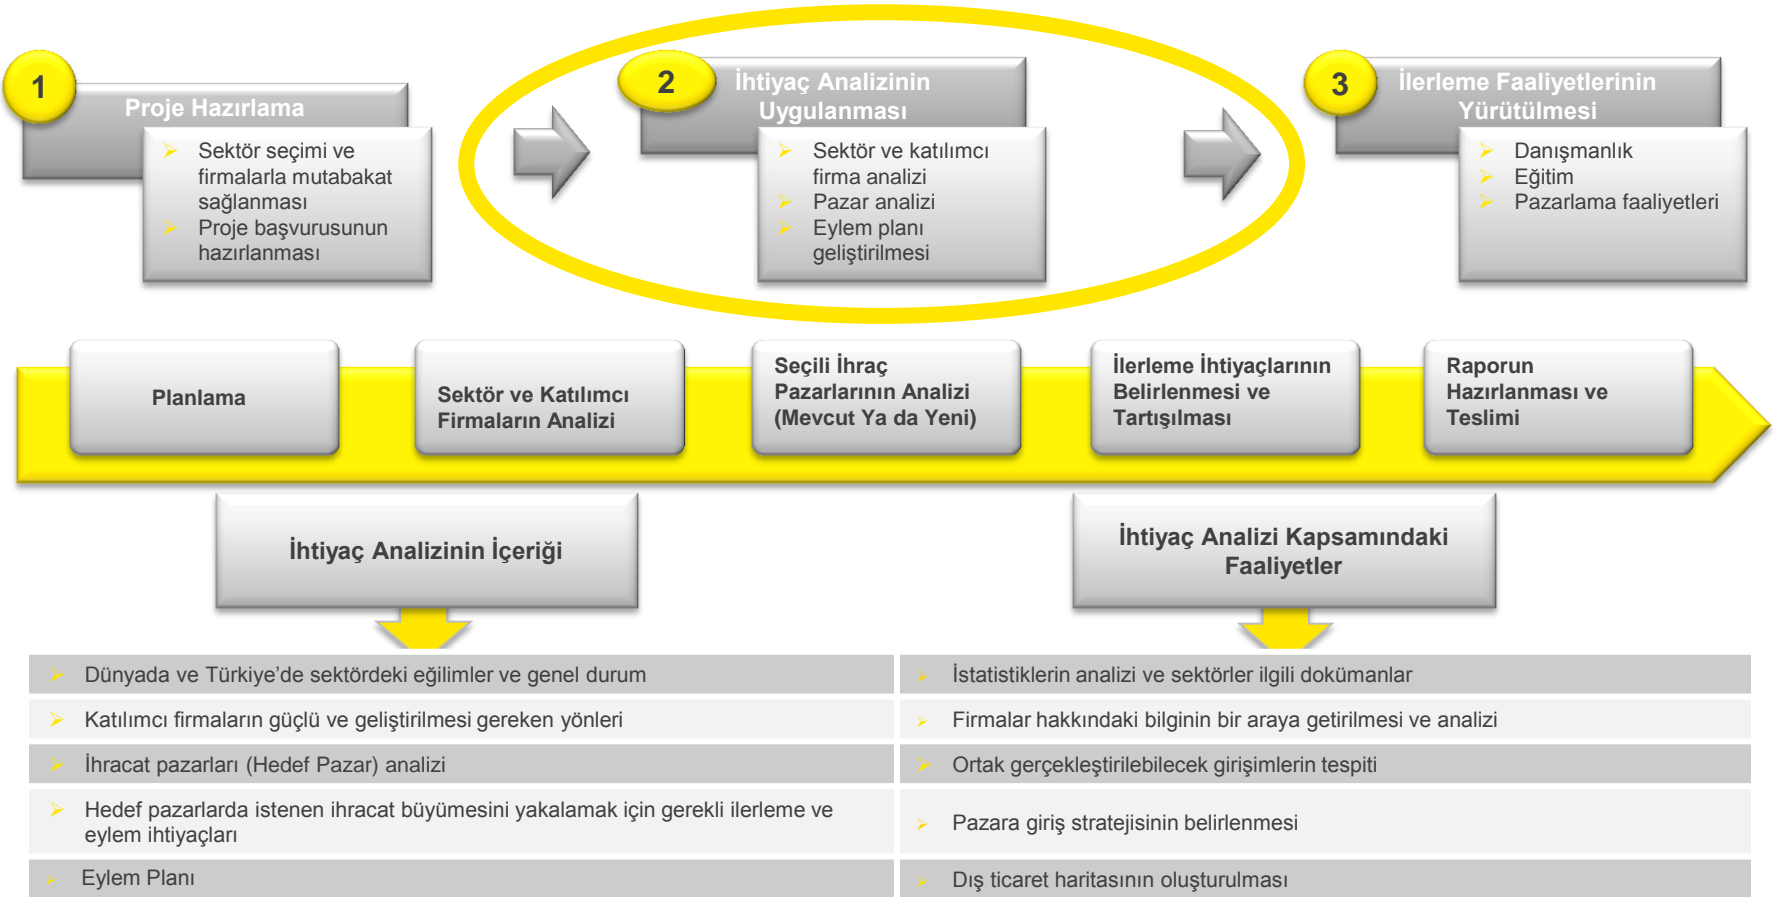 1
Proje Hazırlama
Sektör seçimi ve
firmalarla mutabakat
sağlanması
Proje başvurusunun
hazırlanması
2
İhtiyaç Analizinin
Uygulanması
Sektör ve katılımcı
firma analizi
Pazar analizi
Eylem planı
geliştirilmesi
3
İlerleme Faaliyetlerinin
Yürütülmesi
Danışmanlık
Eğitim
Pazarlama faaliyetleri
Planlama
Sektör ve Katılımcı
Firmaların Analizi
Seçili İhraç
Pazarlarının Analizi
(Mevcut Ya da Yeni)
İlerleme İhtiyaçlarının
Belirlenmesi ve
Tartışılması
Raporun
Hazırlanması ve
Teslimi
İhtiyaç Analizinin İçeriği
Dünyada ve Türkiye’de sektördeki eğilimler ve genel durum
Katılımcı firmaların güçlü ve geliştirilmesi gereken yönleri
İhracat pazarları (Hedef Pazar) analizi
Hedef pazarlarda istenen ihracat büyümesini yakalamak için gerekli ilerleme ve
eylem ihtiyaçları
Eylem Planı
İhtiyaç Analizi Kapsamındaki
Faaliyetler
İstatistiklerin analizi ve sektörler ilgili dokümanlar
Firmalar hakkındaki bilginin bir araya getirilmesi ve analizi
Ortak gerçekleştirilebilecek girişimlerin tespiti
Pazara giriş stratejisinin belirlenmesi
Dış ticaret haritasının oluşturulması